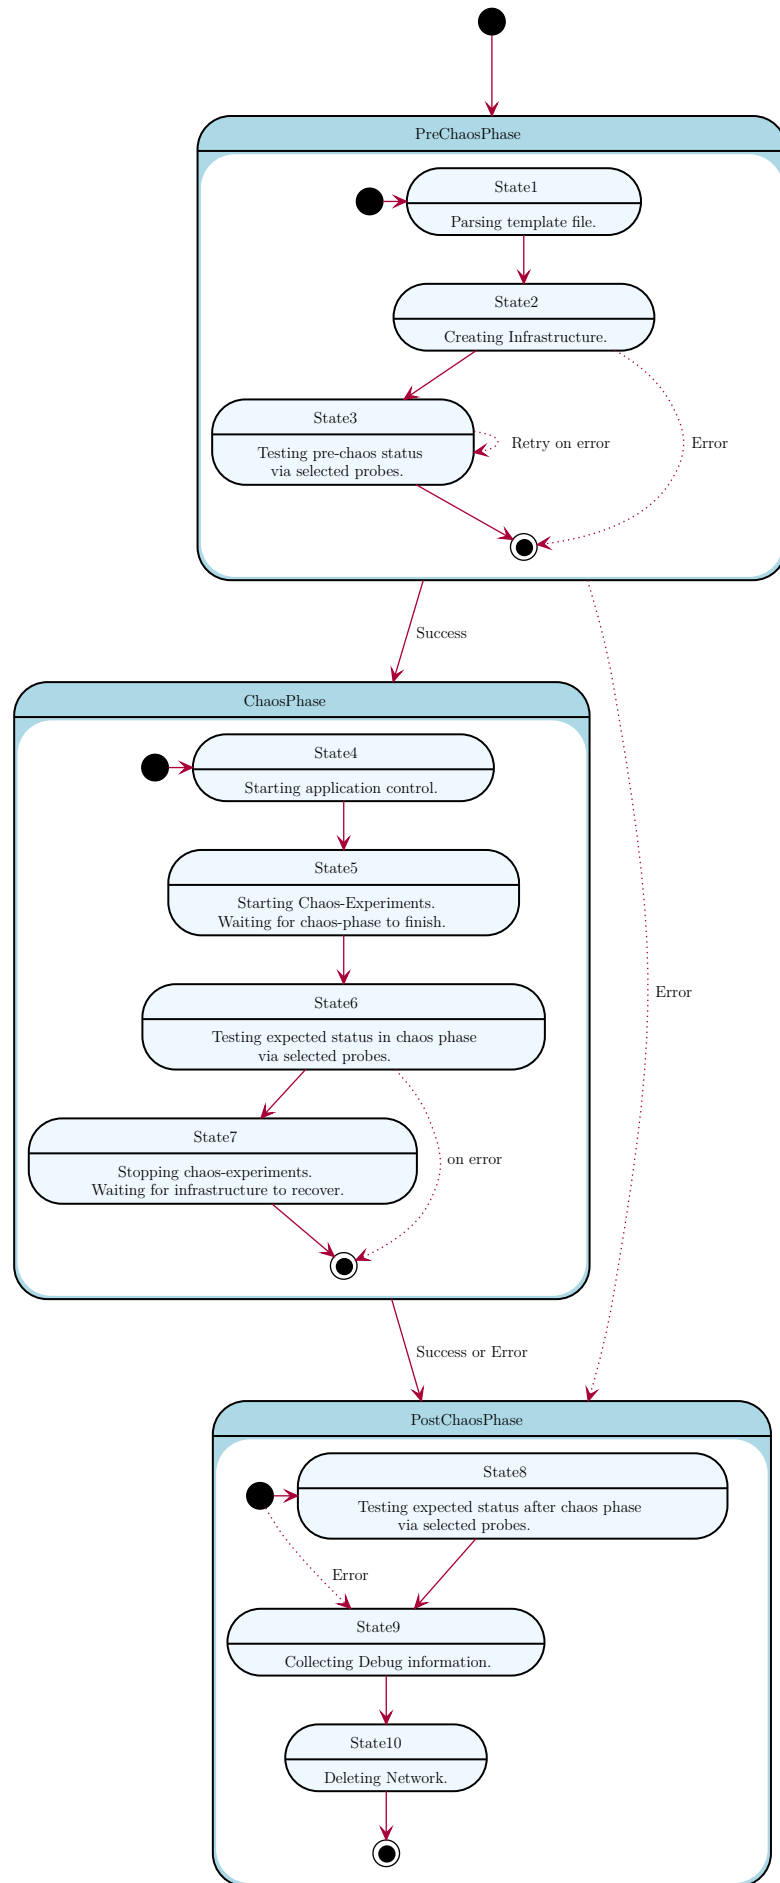 PreChaosPhase
State1
Parsing template file.
State2
Creating Infrastructure.
State3
Testing pre-chaos status
via selected probes.
Retry on error
Error
Success
ChaosPhase
State4
Starting application control.
State5
Starting Chaos-Experiments.
Waiting for chaos-phase to finish.
State6
Testing expected status in chaos phase
via selected probes.
Error
State7
Stopping chaos-experiments.
Waiting for infrastructure to recover.
on error
Success or Error
PostChaosPhase
State8
Testing expected status after chaos phase
via selected probes.
Error
State9
Collecting Debug information.
State10
Deleting Network.